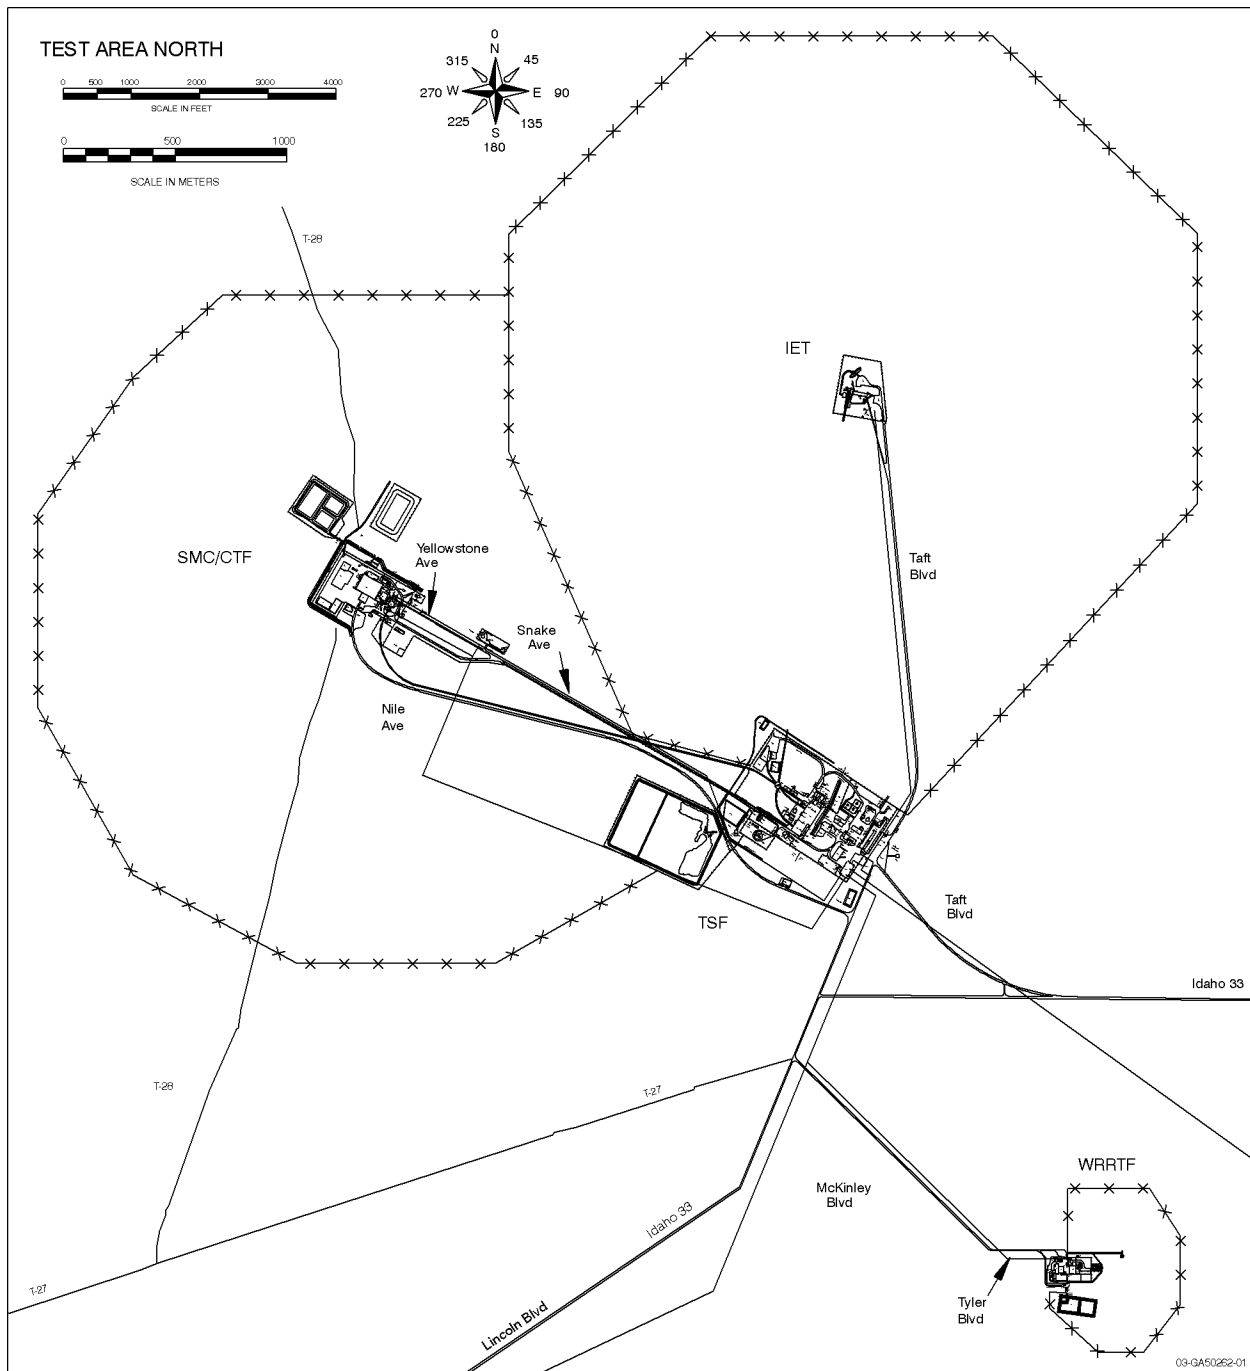 TEST AREA NORTH
0 500 1000 2000 3000 4000
SCALE IN FEET
0 500 1000
SCALE IN METERS
0
N
315 45
270 W E 90
225 135
S
180
T-28
IET
SMC/CTF
Yellowstone
Ave
Taft
Blvd
Snake
Ave
Nile
Ave
TSF
Taft
Blvd
Idaho 33
T-28
T-27
WRRTF
McKinley
Blvd
Idaho 33
T-27
Tyler
Blvd
Lincoln Blvd
03-GA50262-01